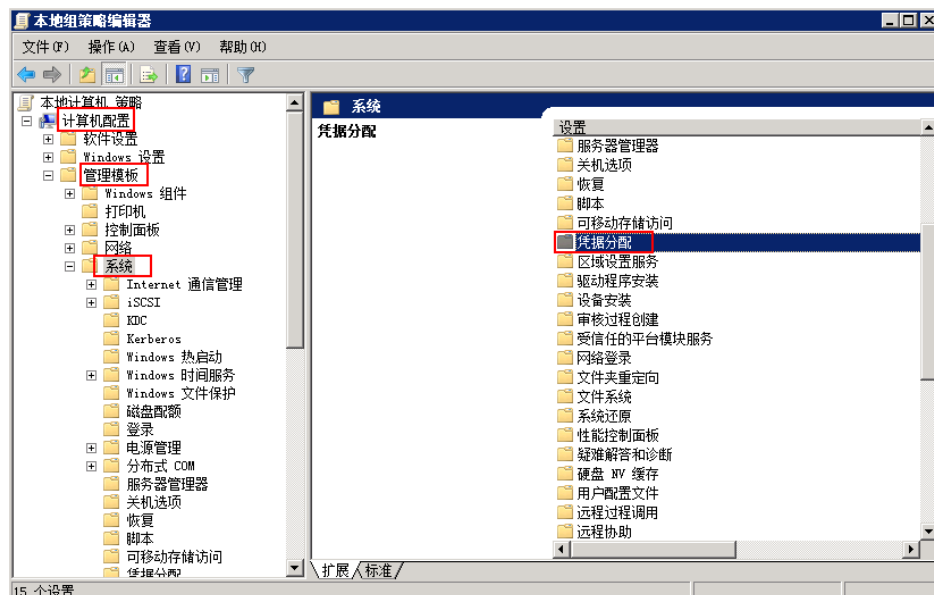 本地组策略编辑器
文件(F) 操作(A) 查看(V) 帮助(H)
本地计算机 策略
计算机配置
软件设置
Windows 设置
管理模板
Windows 组件
打印机
控制面板
网络
系统
Internet 通信管理
iSCSI
KDC
Kerberos
Windows 热启动
Windows 时间服务
Windows 文件保护
磁盘配额
登录
电源管理
分布式 COM
服务器管理器
关机选项
恢复
脚本
可移动存储访问
凭据分配
系统
凭据分配
设置
服务器管理器
关机选项
恢复
脚本
可移动存储访问
凭据分配
区域设置服务
驱动程序安装
设备安装
审核过程创建
受信任的平台模块服务
网络登录
文件夹重定向
文件系统
系统还原
性能控制面板
疑难解答和诊断
硬盘 NV 缓存
用户配置文件
远程过程调用
远程协助
扩展 标准
15 个设置